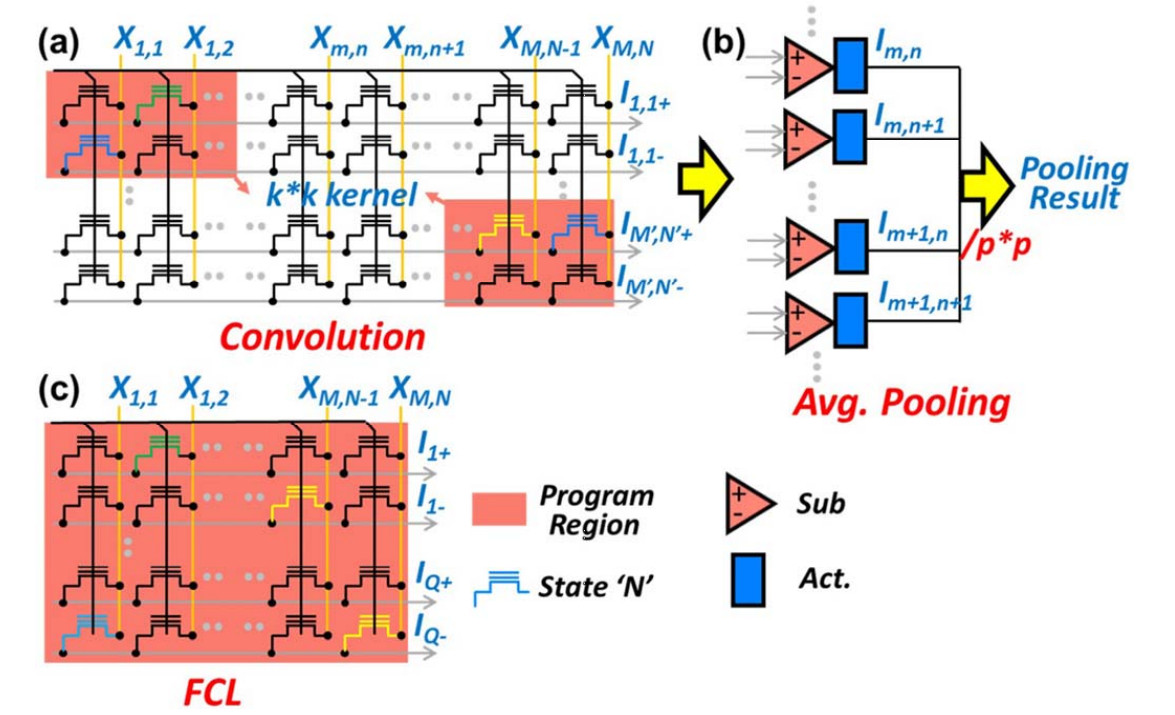 (a)
X1,1 X1,2 Xm,n Xm,n+1 XM,N-1 XM,N
I1,1+
I1,1-
k*k kernel
IM',N'+
IM',N'-
Convolution
(b)
+
-
Im,n
+
-
Im,n+1
Pooling
Result
+
-
Im+1,n
/p*p
+
-
Im+1,n+1
Avg. Pooling
(c)
X1,1 X1,2 XM,N-1 XM,N
I1+
I1-
IQ+
IQ-
FCL
Program
Region
State ‘N’
+
-
Sub
Act.